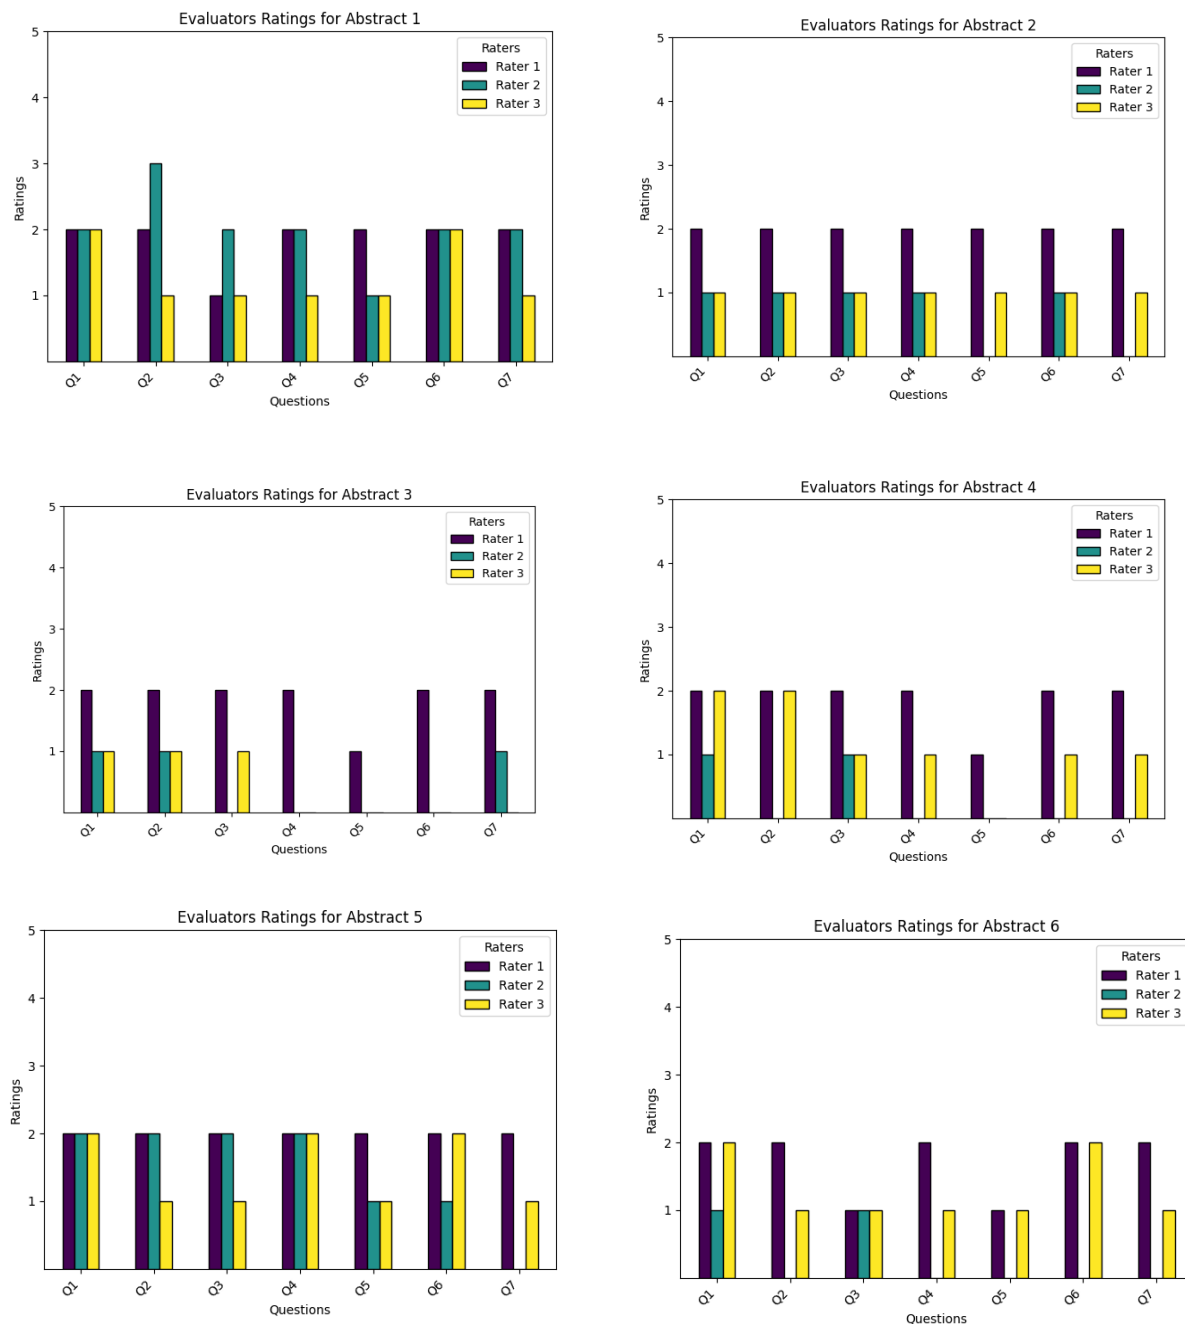 Evaluators Ratings for Abstract 1
Raters
Rater 1
Rater 2
Rater 3
5
4
3
2
1
Ratings
Q1 Q2 Q3 Q4 Q5 Q6 Q7
Questions
Evaluators Ratings for Abstract 2
Raters
Rater 1
Rater 2
Rater 3
5
4
3
2
1
Ratings
Q1 Q2 Q3 Q4 Q5 Q6 Q7
Questions
Evaluators Ratings for Abstract 3
Raters
Rater 1
Rater 2
Rater 3
5
4
3
2
1
Ratings
Q1 Q2 Q3 Q4 Q5 Q6 Q7
Questions
Evaluators Ratings for Abstract 4
Raters
Rater 1
Rater 2
Rater 3
5
4
3
2
1
Ratings
Q1 Q2 Q3 Q4 Q5 Q6 Q7
Questions
Evaluators Ratings for Abstract 5
Raters
Rater 1
Rater 2
Rater 3
5
4
3
2
1
Ratings
Q1 Q2 Q3 Q4 Q5 Q6 Q7
Questions
Evaluators Ratings for Abstract 6
Raters
Rater 1
Rater 2
Rater 3
5
4
3
2
1
Ratings
Q1 Q2 Q3 Q4 Q5 Q6 Q7
Questions